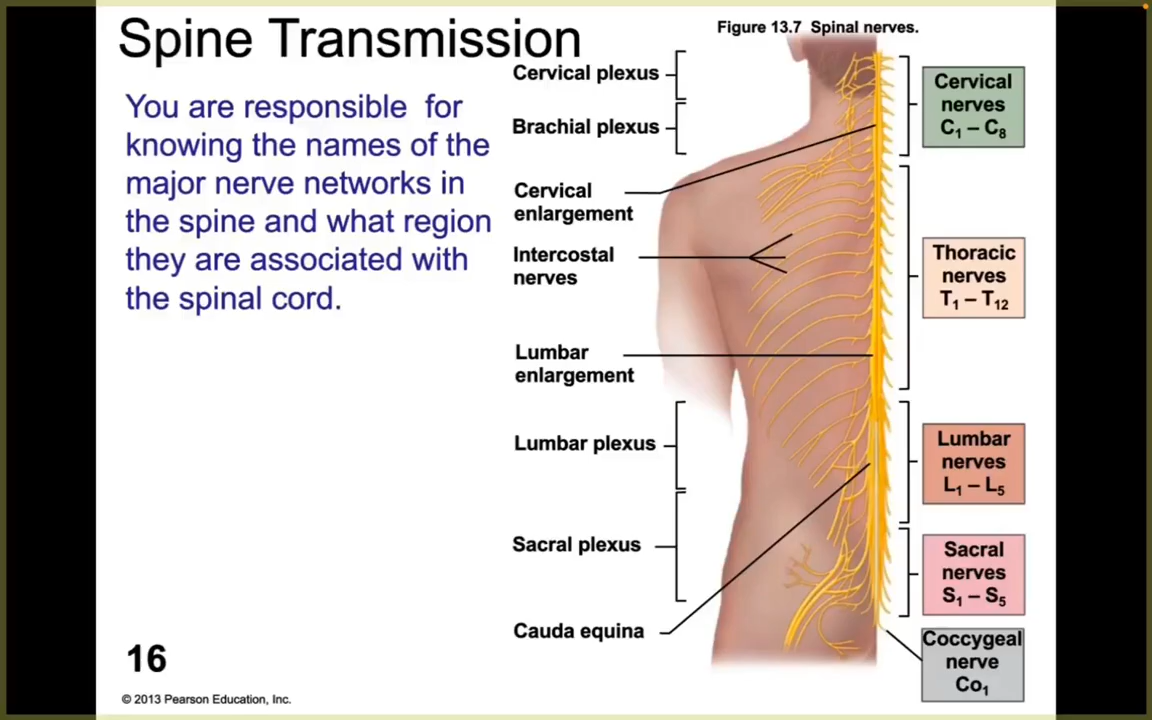 Spine Transmission
You are responsible for
knowing the names of the
major nerve networks in
the spine and what region
they are associated with
the spinal cord.
Figure 13.7 Spinal nerves.
Cervical plexus
Brachial plexus
Cervical
enlargement
Intercostal
nerves
Lumbar
enlargement
Lumbar plexus
Sacral plexus
Cauda equina
Cervical
nerves
C₁ – C₈
Thoracic
nerves
T₁ – T₁₂
Lumbar
nerves
L₁ – L₅
Sacral
nerves
S₁ – S₅
Coccygeal
nerve
Co₁
16
© 2013 Pearson Education, Inc.